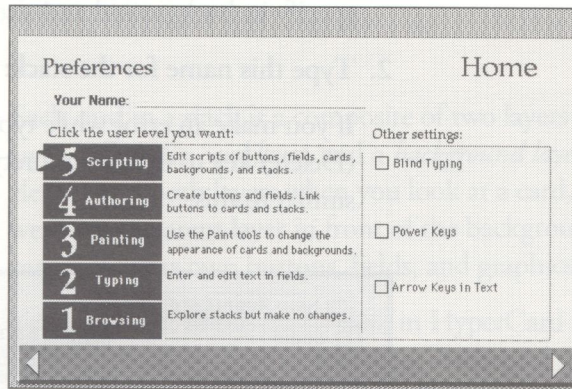 Preferences
Home
Your Name:
Click the user level you want:
Other settings:
5 Scripting
Edit scripts of buttons, fields, cards,
backgrounds, and stacks.
Blind Typing
4 Authoring
Create buttons and fields. Link
buttons to cards and stacks.
3 Painting
Use the Paint tools to change the
appearance of cards and backgrounds.
Power Keys
2 Typing
Enter and edit text in fields.
Arrow Keys in Text
1 Browsing
Explore stacks but make no changes.